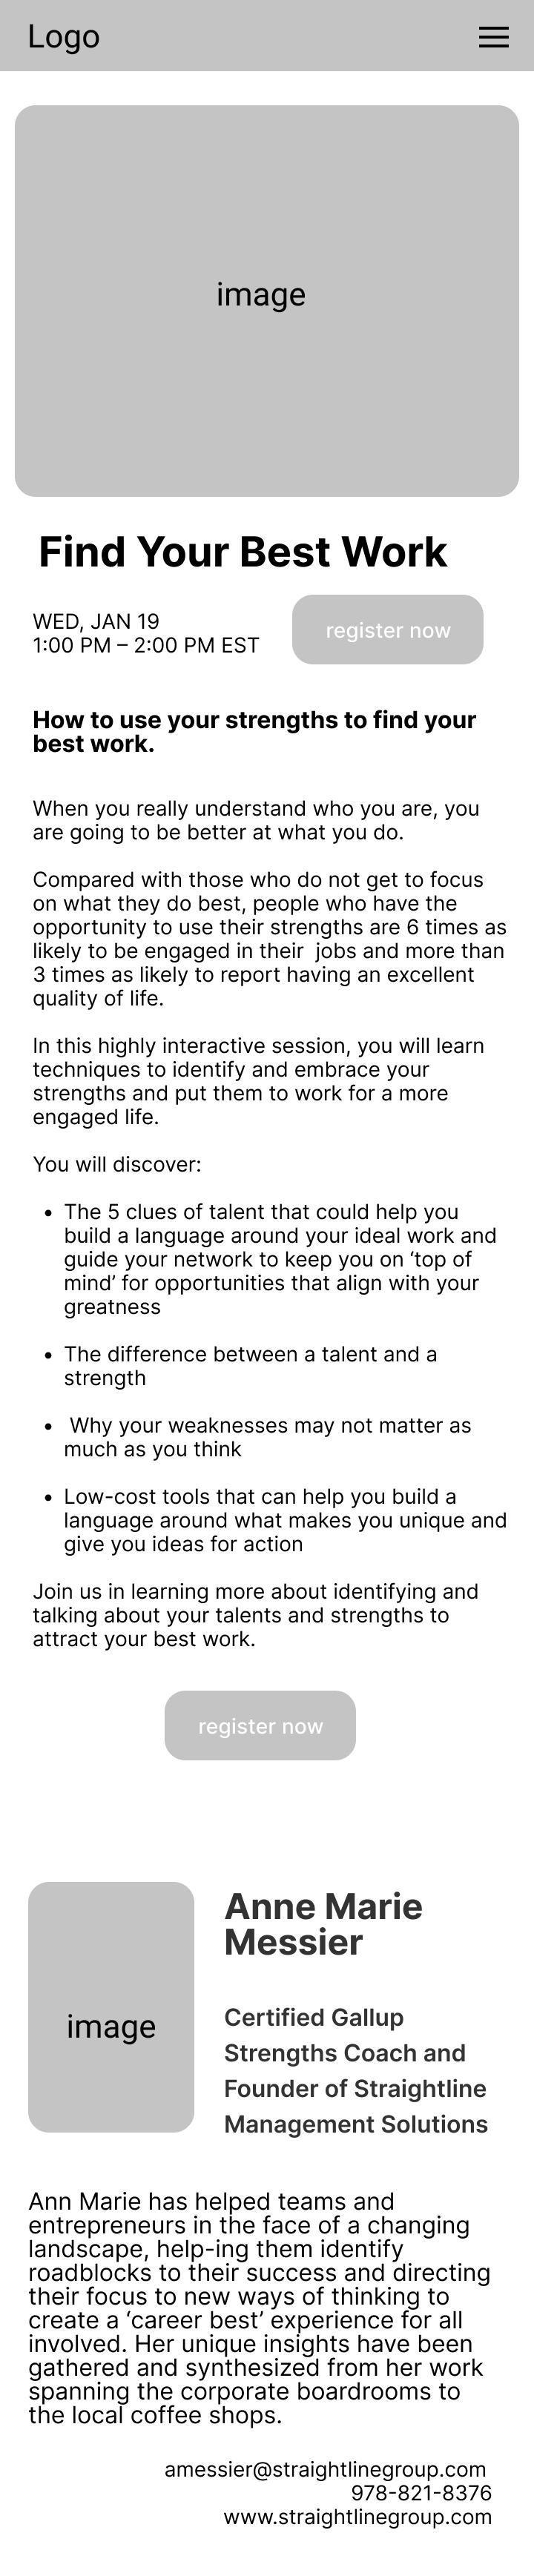 Logo
image
Find Your Best Work
WED, JAN 19
1:00 PM – 2:00 PM EST
register now
How to use your strengths to find your
best work.
When you really understand who you are, you
are going to be better at what you do.
Compared with those who do not get to focus
on what they do best, people who have the
opportunity to use their strengths are 6 times as
likely to be engaged in their  jobs and more than
3 times as likely to report having an excellent
quality of life.
In this highly interactive session, you will learn
techniques to identify and embrace your
strengths and put them to work for a more
engaged life.
You will discover:
• The 5 clues of talent that could help you
build a language around your ideal work and
guide your network to keep you on ‘top of
mind’ for opportunities that align with your
greatness
• The difference between a talent and a
strength
•  Why your weaknesses may not matter as
much as you think
• Low-cost tools that can help you build a
language around what makes you unique and
give you ideas for action
Join us in learning more about identifying and
talking about your talents and strengths to
attract your best work.
register now
image
Anne Marie
Messier
Certified Gallup
Strengths Coach and
Founder of Straightline
Management Solutions
Ann Marie has helped teams and
entrepreneurs in the face of a changing
landscape, help-ing them identify
roadblocks to their success and directing
their focus to new ways of thinking to
create a ‘career best’ experience for all
involved. Her unique insights have been
gathered and synthesized from her work
spanning the corporate boardrooms to
the local coffee shops.
amessier@straightlinegroup.com
978-821-8376
www.straightlinegroup.com